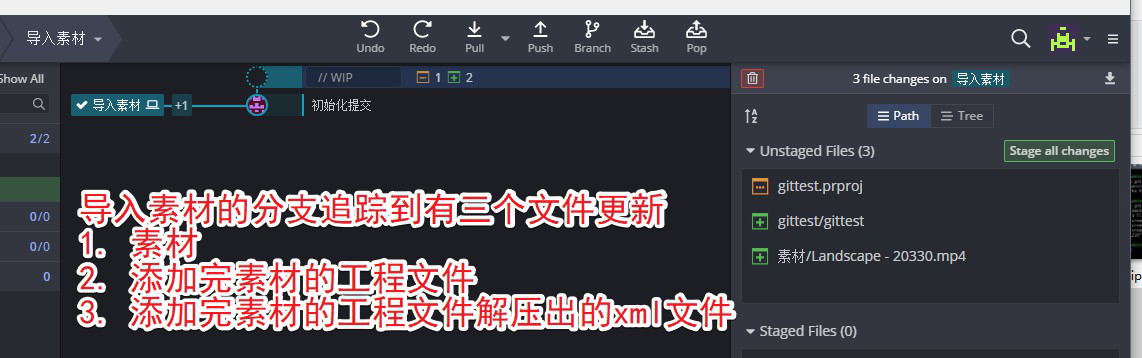 导入素材
Undo
Redo
Pull
Push
Branch
Stash
Pop
Show All
// WIP
1
2
3 file changes on 导入素材
导入素材
+1
初始化提交
Path
Tree
2/2
Unstaged Files (3)
Stage all changes
gittest.prproj
gittest/gittest
素材/Landscape - 20330.mp4
0/0
0/0
0
导入素材的分支追踪到有三个文件更新
1. 素材
2. 添加完素材的工程文件
3. 添加完素材的工程文件解压出的xml文件
Staged Files (0)